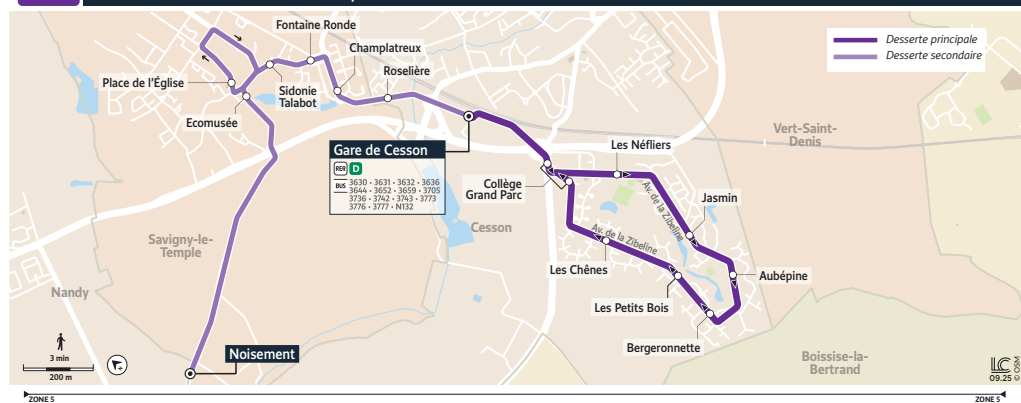 Fontaine Ronde
Champlatreux
Roselière
Place de l'Église
Sidonie
Talabot
Ecomusée
Desserte principale
Desserte secondaire
Vert-Saint-
Denis
Gare de Cesson
RER D
BUS
3630 • 3631 • 3632 • 3636
3644 • 3652 • 3659 • 3705
3736 • 3742 • 3743 • 3773
3776 • 3777 • N132
Les Néfliers
Collège
Grand Parc
Av. de la Zibeline
Jasmin
Cesson
Av. de la Zibeline
Savigny-le-
Temple
Les Chênes
Aubépine
Nandy
Les Petits Bois
Bergeronnette
3 min
200 m
Noisement
Boissise-la-
Bertrand
LC
09.25
© OSM
ZONE 5
ZONE 5